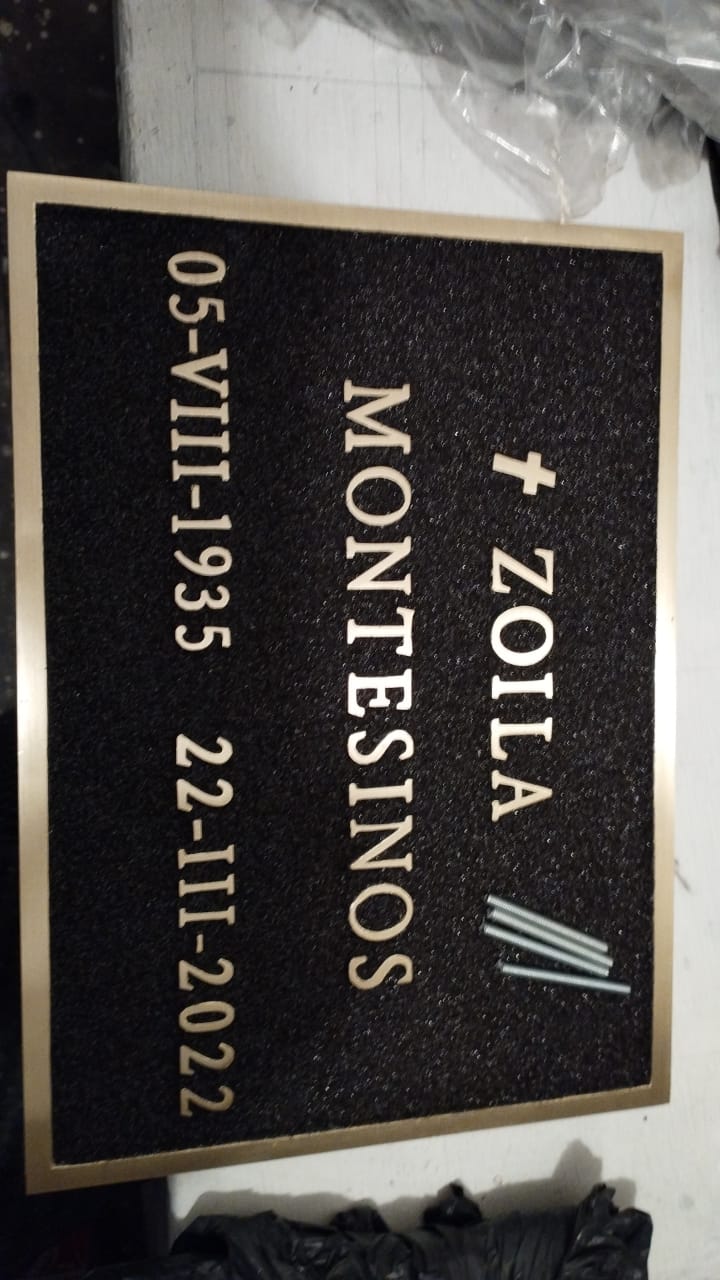 ✝ ZOILA
MONTESINOS
05-VIII-1935 22-III-2022